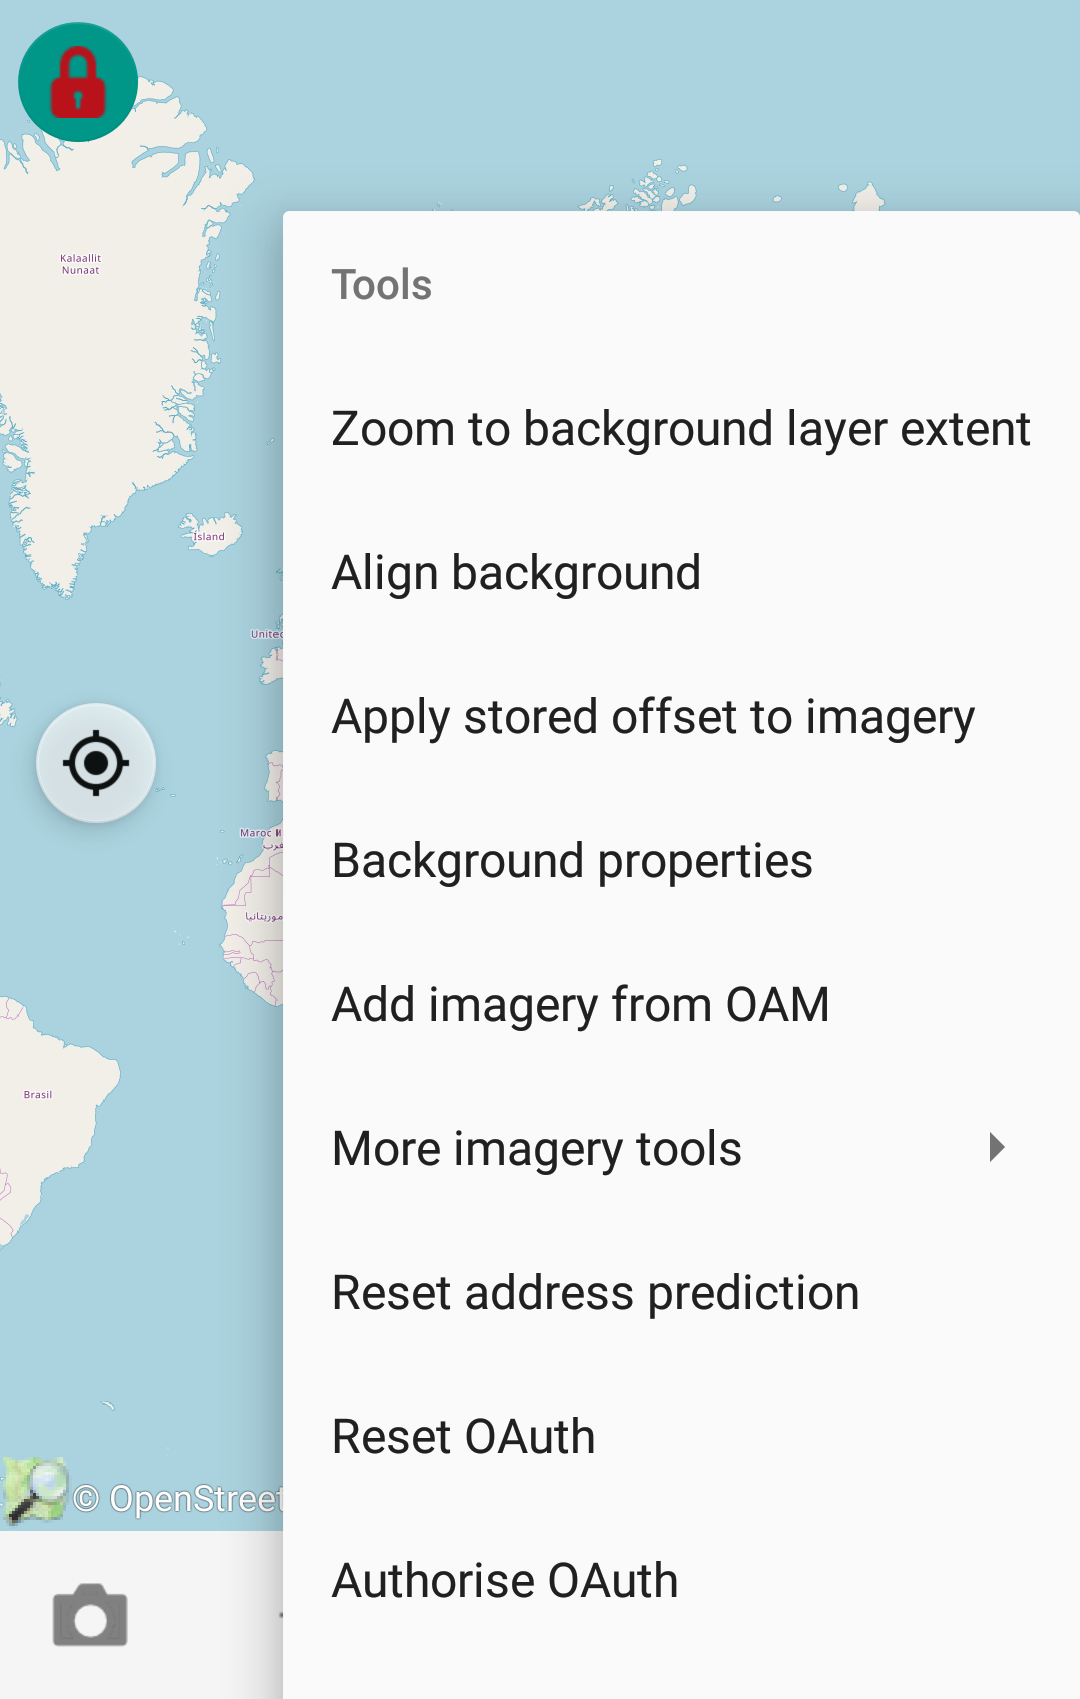 Kalaallit
Nunaat
Tools
Zoom to background layer extent
Align background
Ísland
United
Apply stored offset to imagery
Maroc
Background properties
موريتانيا
Add imagery from OAM
Brasil
More imagery tools
Reset address prediction
Reset OAuth
© OpenStreet
Authorise OAuth